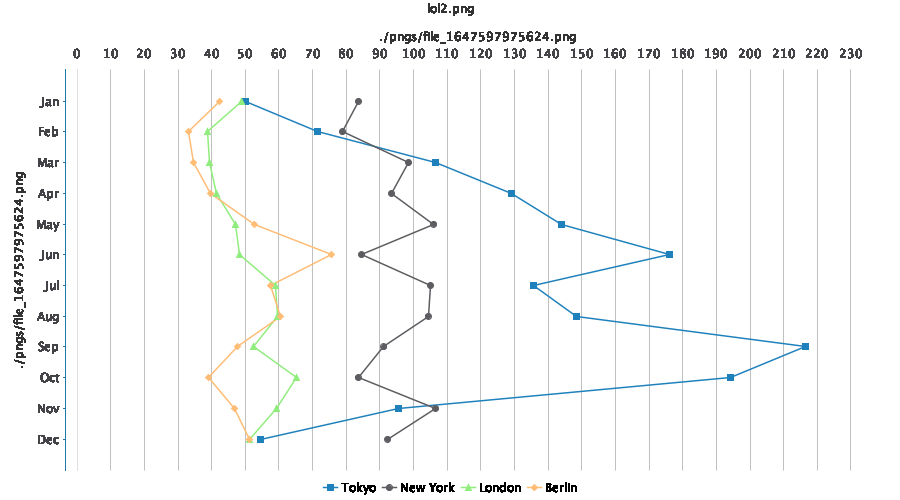 lol2.png
./pngs/file_1647597975624.png
0 10 20 30 40 50 60 70 80 90 100 110 120 130 140 150 160 170 180 190 200 210 220 230
./pngs/file_1647597975624.png
Jan
Feb
Mar
Apr
May
Jun
Jul
Aug
Sep
Oct
Nov
Dec
Tokyo New York London Berlin